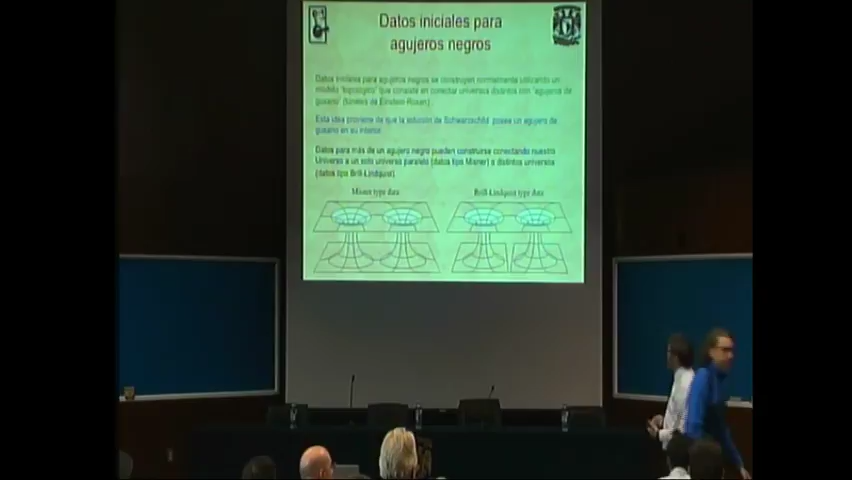 Datos iniciales para
agujeros negros
Datos iniciales para agujeros negros se construyen normalmente utilizando un
modelo "topológico" que consiste en conectar universos distintos con "agujeros de
gusano" (túneles de Einstein-Rosen).
Esta idea proviene de que la solución de Schwarzschild posee un agujero de
gusano en su interior.
Datos para más de un agujero negro pueden construirse conectando nuestro
Universo a un solo universo paralelo (datos tipo Misner) o distintos universos
(datos tipo Brill-Lindquist).
Misner type data
Brill-Lindquist type data